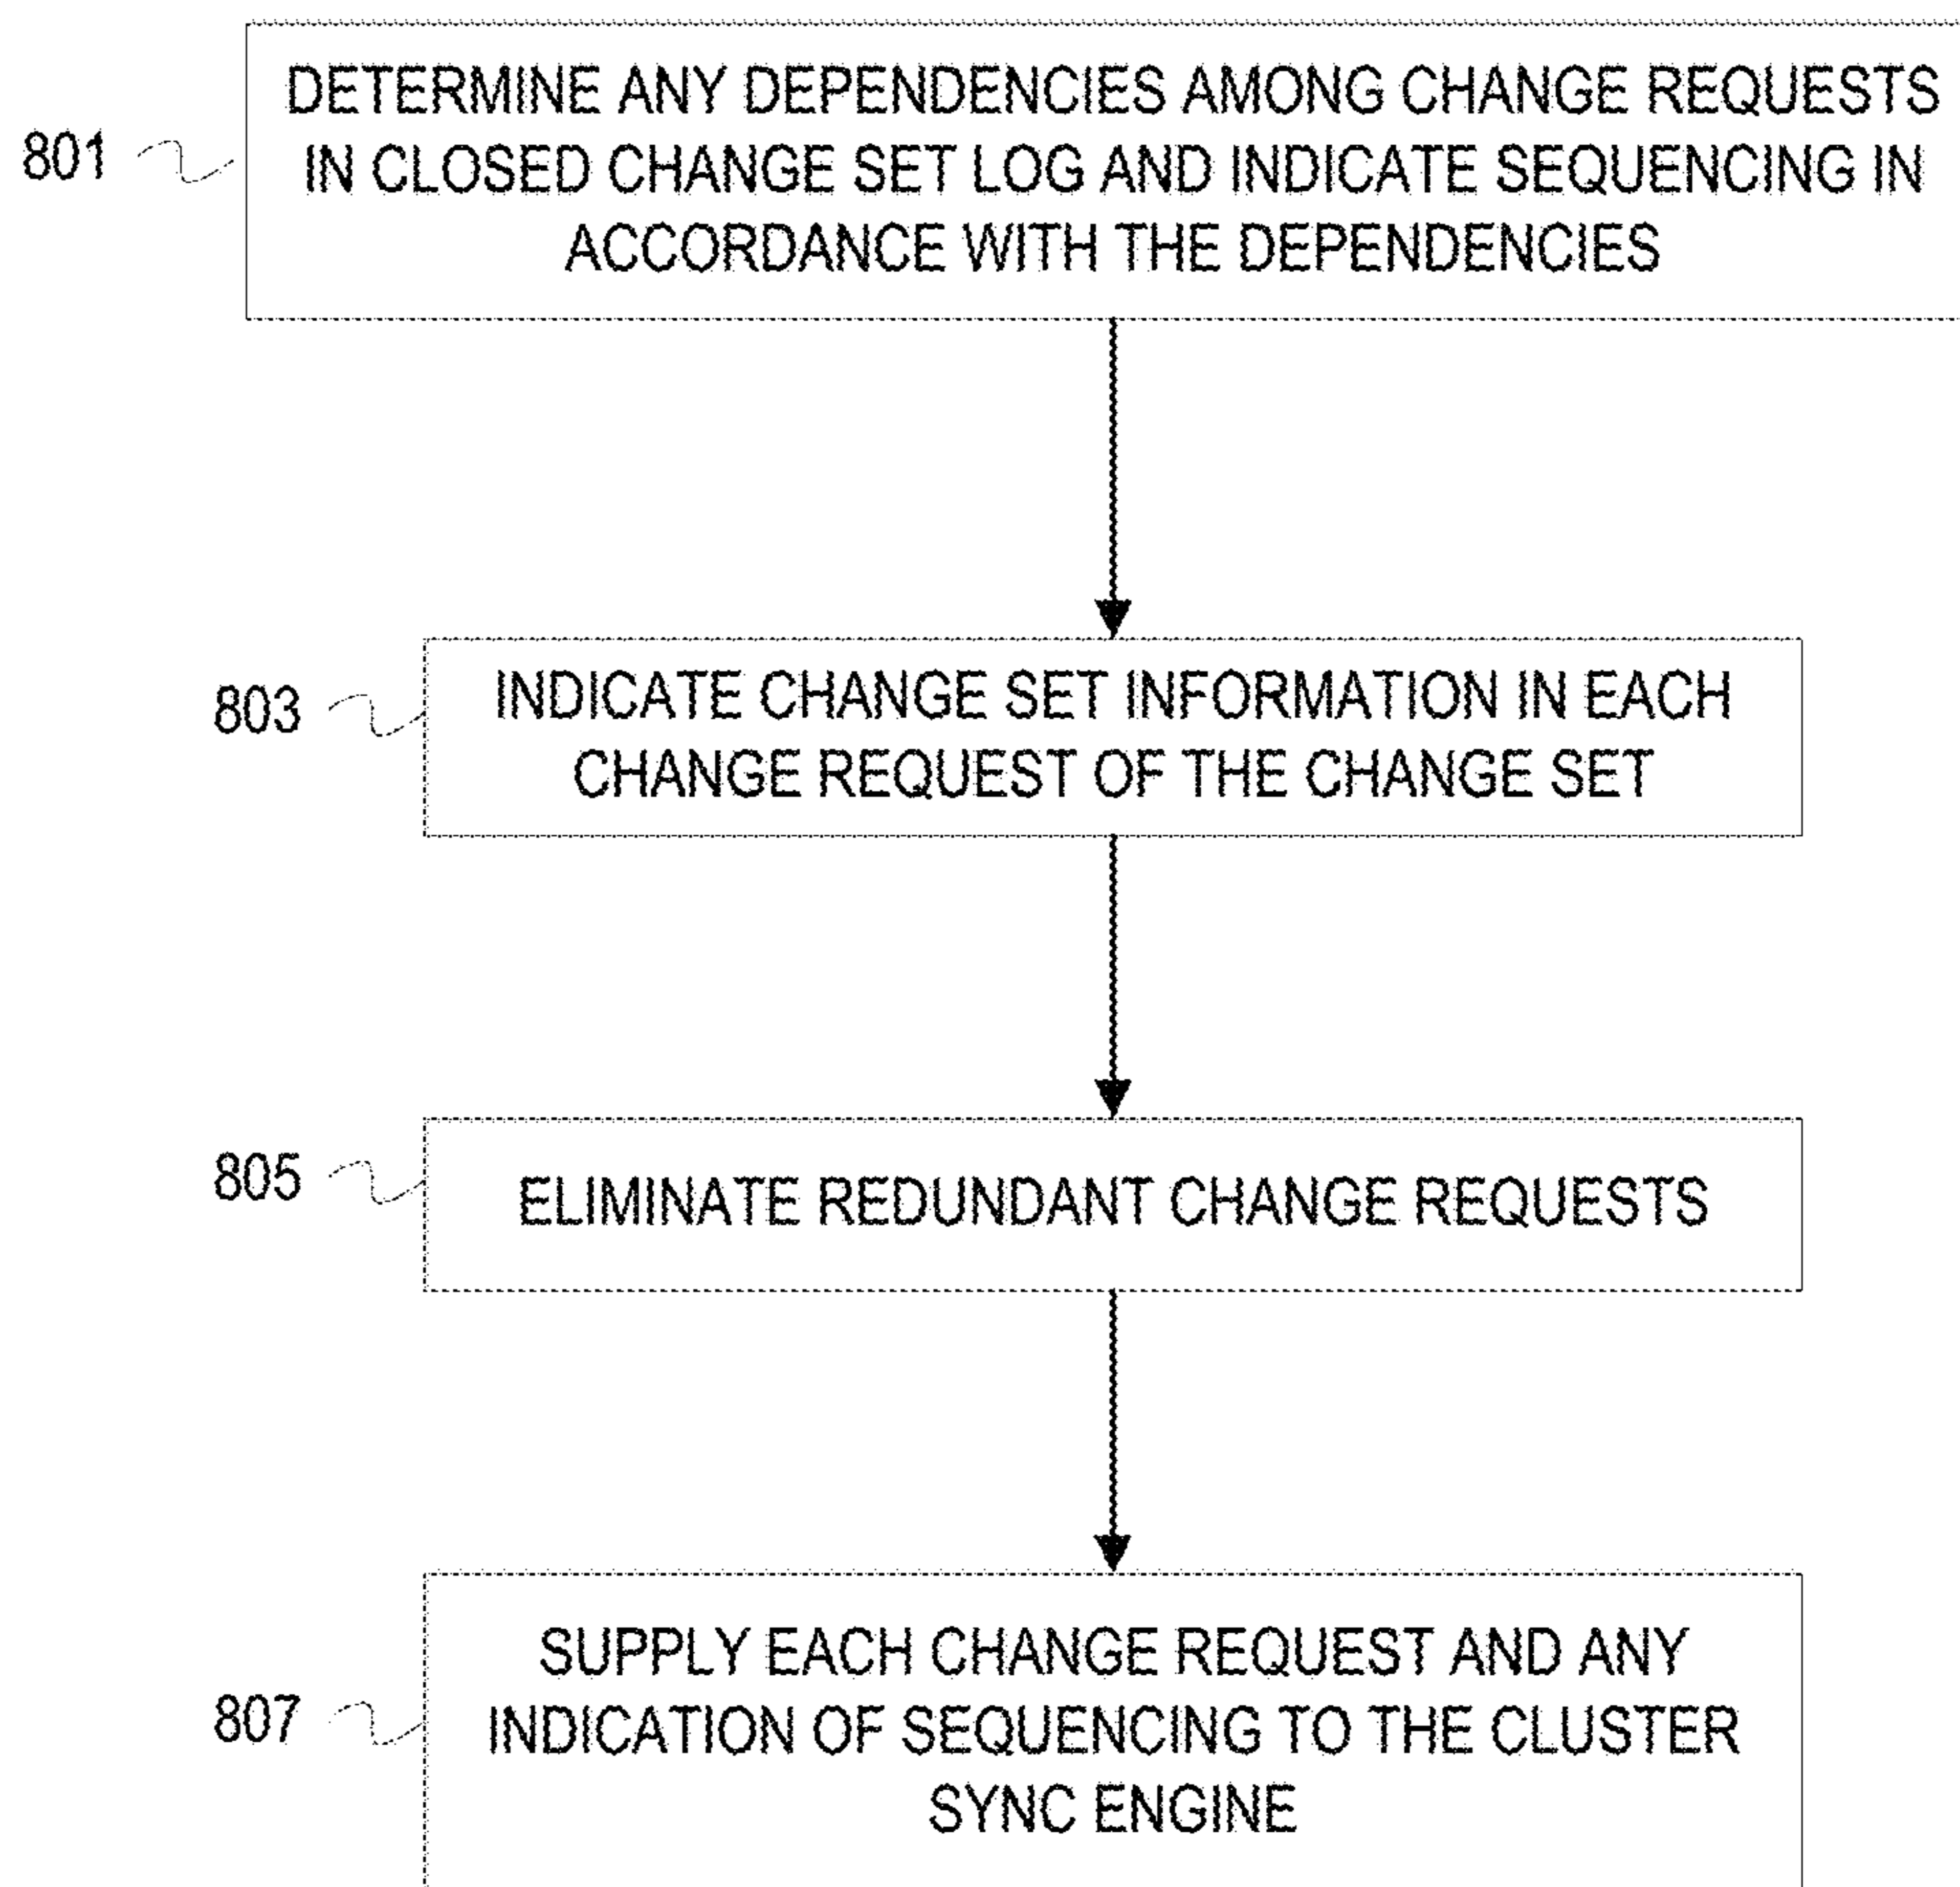 801
DETERMINE ANY DEPENDENCIES AMONG CHANGE REQUESTS
IN CLOSED CHANGE SET LOG AND INDICATE SEQUENCING IN
ACCORDANCE WITH THE DEPENDENCIES
803
INDICATE CHANGE SET INFORMATION IN EACH
CHANGE REQUEST OF THE CHANGE SET
805
ELIMINATE REDUNDANT CHANGE REQUESTS
807
SUPPLY EACH CHANGE REQUEST AND ANY
INDICATION OF SEQUENCING TO THE CLUSTER
SYNC ENGINE